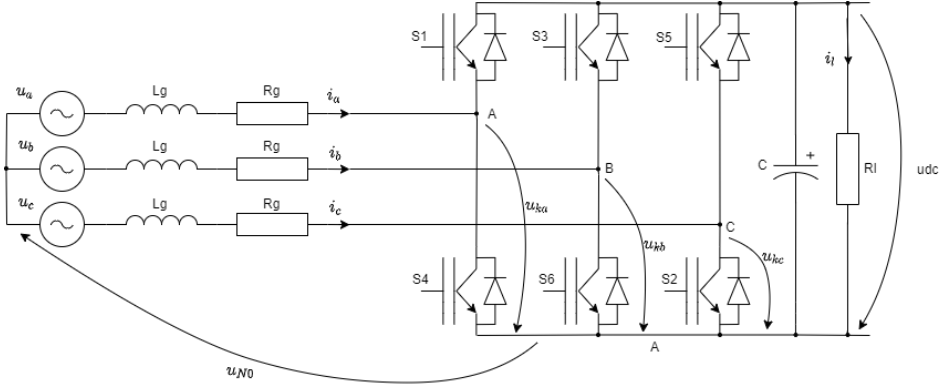 S1 S3 S5
i_l
Lg Rg
u_a i_a
A
Lg Rg
u_b i_b
B C + Rl udc
Lg Rg
u_c i_c u_ka
C
u_kb u_kc
S4 S6 S2
A
u_N0